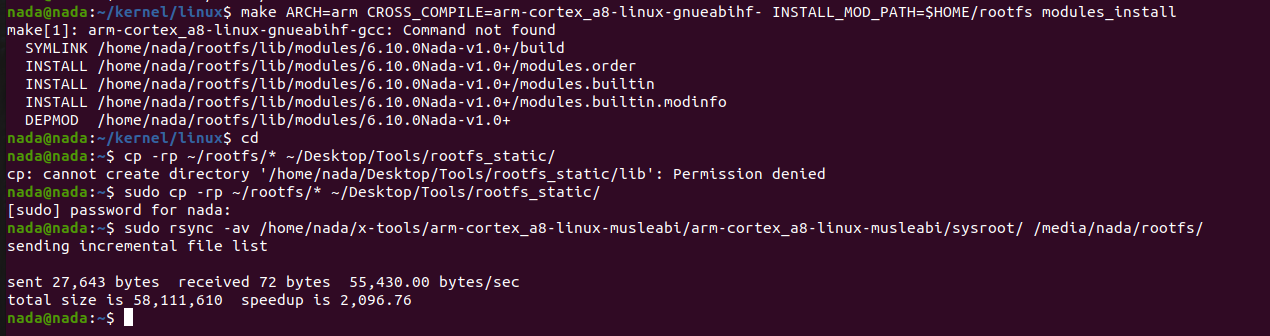 nada@nada:~/kernel/linux$ make ARCH=arm CROSS_COMPILE=arm-cortex_a8-linux-gnueabihf- INSTALL_MOD_PATH=$HOME/rootfs modules_install
make[1]: arm-cortex_a8-linux-gnueabihf-gcc: Command not found
  SYMLINK /home/nada/rootfs/lib/modules/6.10.0Nada-v1.0+/build
  INSTALL /home/nada/rootfs/lib/modules/6.10.0Nada-v1.0+/modules.order
  INSTALL /home/nada/rootfs/lib/modules/6.10.0Nada-v1.0+/modules.builtin
  INSTALL /home/nada/rootfs/lib/modules/6.10.0Nada-v1.0+/modules.builtin.modinfo
  DEPMOD  /home/nada/rootfs/lib/modules/6.10.0Nada-v1.0+
nada@nada:~/kernel/linux$ cd
nada@nada:~$ cp -rp ~/rootfs/* ~/Desktop/Tools/rootfs_static/
cp: cannot create directory '/home/nada/Desktop/Tools/rootfs_static/lib': Permission denied
nada@nada:~$ sudo cp -rp ~/rootfs/* ~/Desktop/Tools/rootfs_static/
[sudo] password for nada:
nada@nada:~$ sudo rsync -av /home/nada/x-tools/arm-cortex_a8-linux-musleabi/arm-cortex_a8-linux-musleabi/sysroot/ /media/nada/rootfs/
sending incremental file list

sent 27,643 bytes  received 72 bytes  55,430.00 bytes/sec
total size is 58,111,610  speedup is 2,096.76
nada@nada:~$